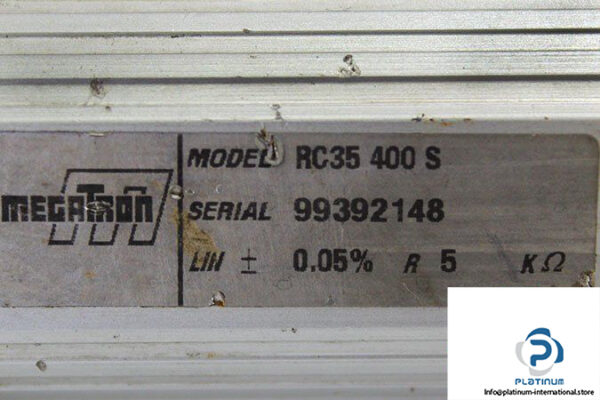 MEGATRON
MODEL RC35 400 S
SERIAL 99392148
LIN ± 0.05% R 5 KΩ
PLATINUM
Info@platinum-international.store